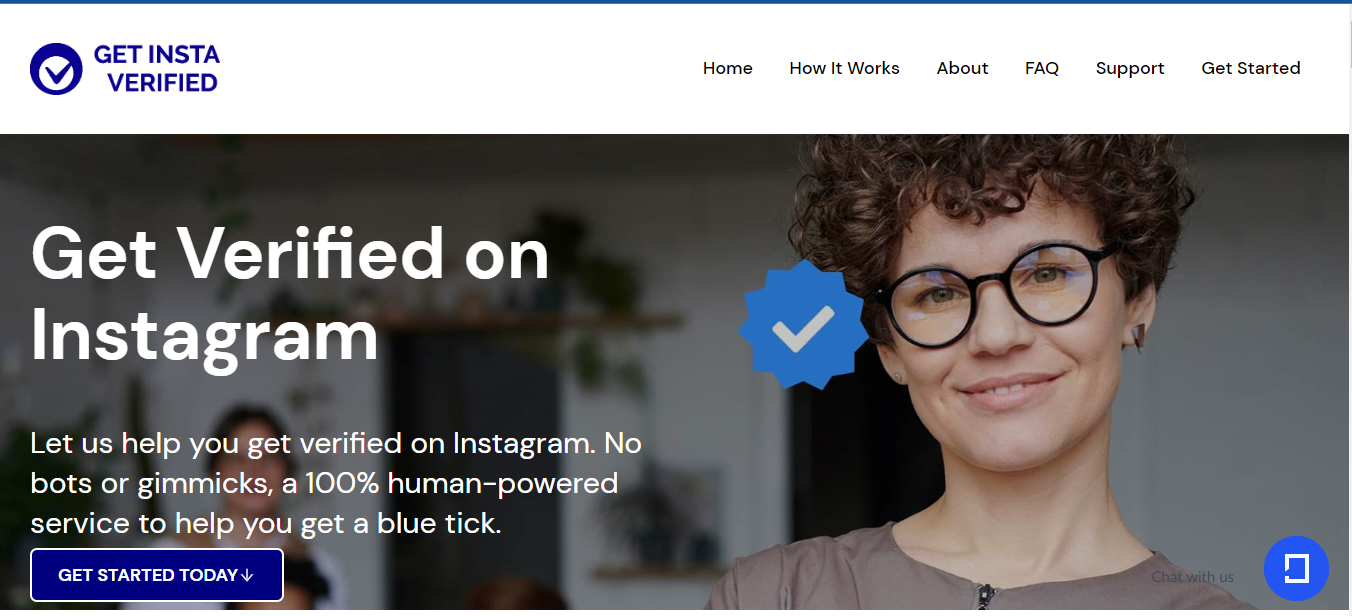 GET INSTA
VERIFIED
Home How It Works About FAQ Support Get Started
Get Verified on
Instagram
Let us help you get verified on Instagram. No
bots or gimmicks, a 100% human-powered
service to help you get a blue tick.
GET STARTED TODAY↓
Chat with us